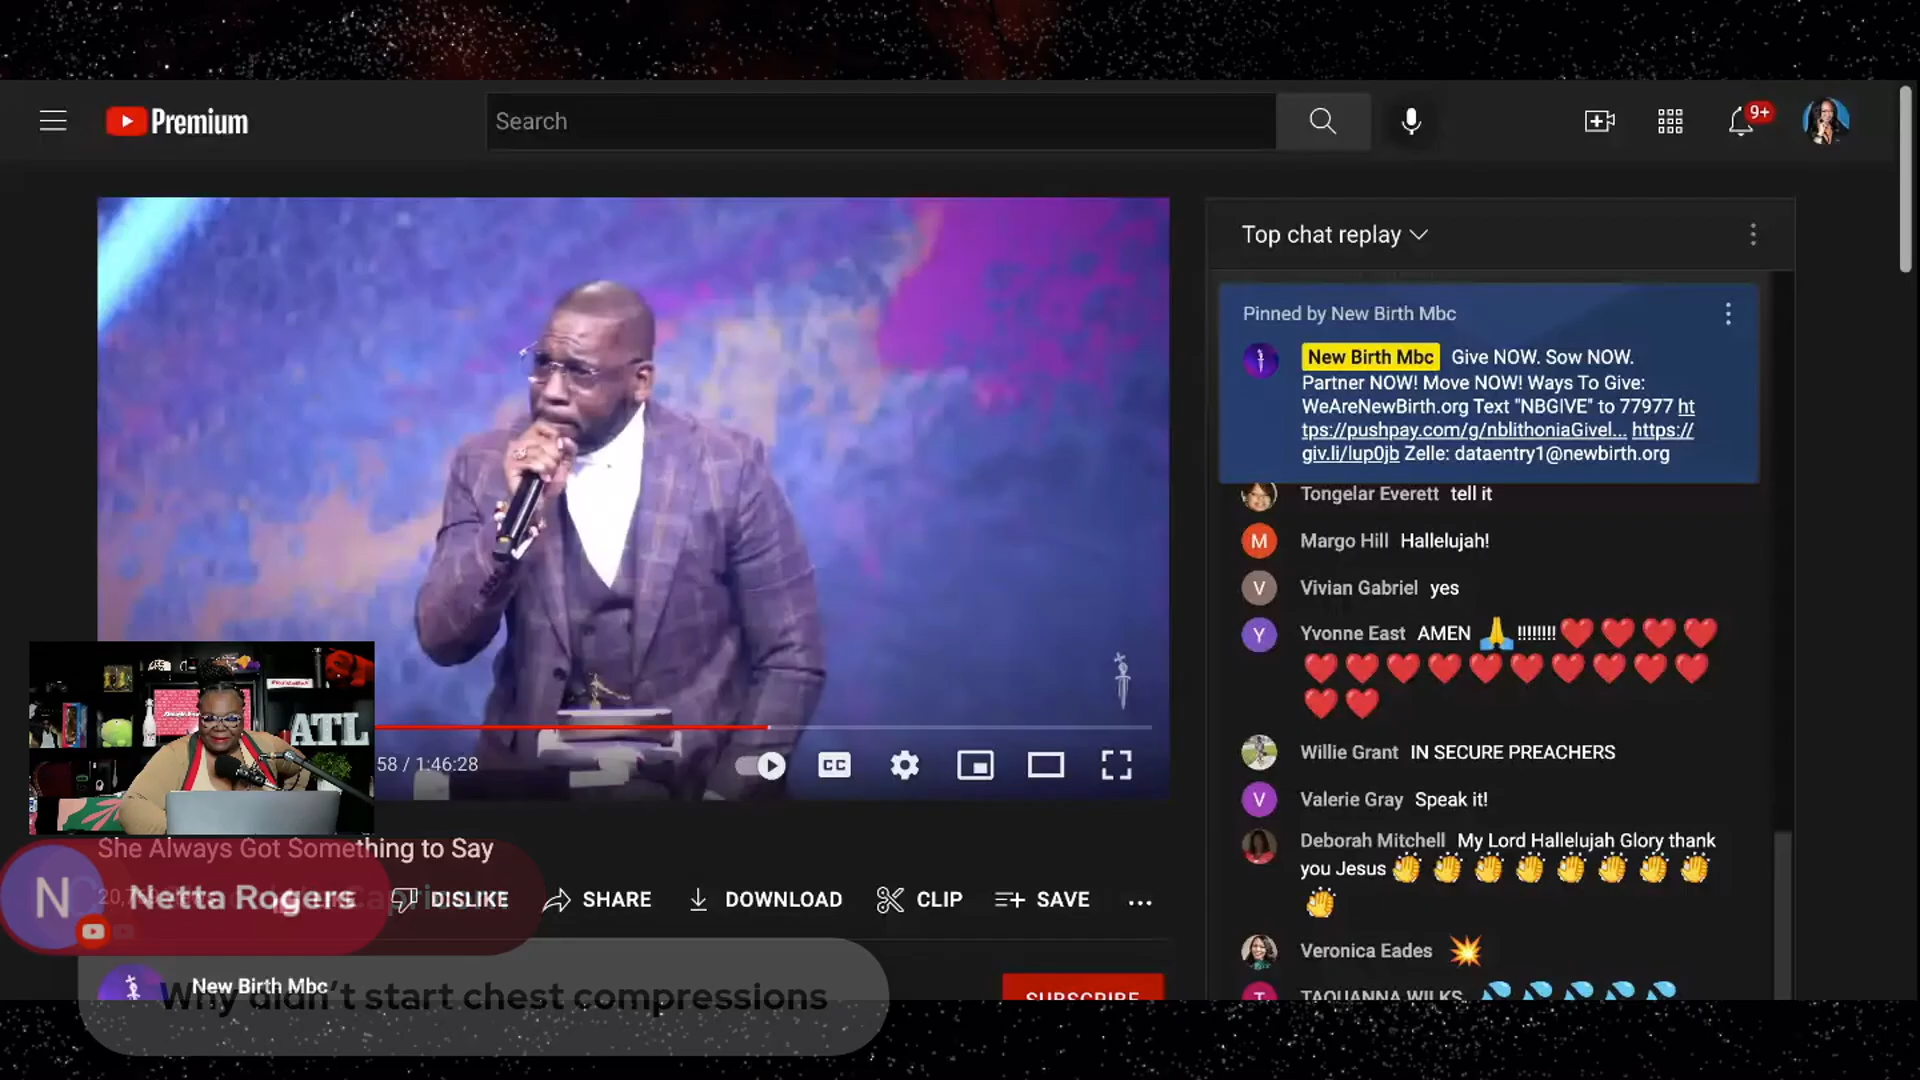 Premium
Search
9+
Top chat replay
Pinned by New Birth Mbc
New Birth Mbc Give NOW. Sow NOW.
Partner NOW! Move NOW! Ways To Give:
WeAreNewBirth.org Text "NBGIVE" to 77977 ht
tps://pushpay.com/g/nblithoniaGivel... https://
giv.li/lup0jb Zelle: dataentry1@newbirth.org
Tongelar Everett tell it
M Margo Hill Hallelujah!
V Vivian Gabriel yes
Y Yvonne East AMEN 🙏!!!!!!!!❤️❤️❤️❤️
❤️❤️❤️❤️❤️❤️❤️❤️❤️❤️
❤️❤️
Willie Grant IN SECURE PREACHERS
V Valerie Gray Speak it!
Deborah Mitchell My Lord Hallelujah Glory thank
you Jesus 👏👏👏👏👏👏👏👏
👏
Veronica Eades 💥
TAQUANNA WILKS 💦💦💦💦💦
ATL
58 / 1:46:28
CC
She Always Got Something to Say
N Netta Rogers
DISLIKE SHARE DOWNLOAD CLIP SAVE ...
New Birth Mbc
Why didn't start chest compressions
SUBSCRIBE